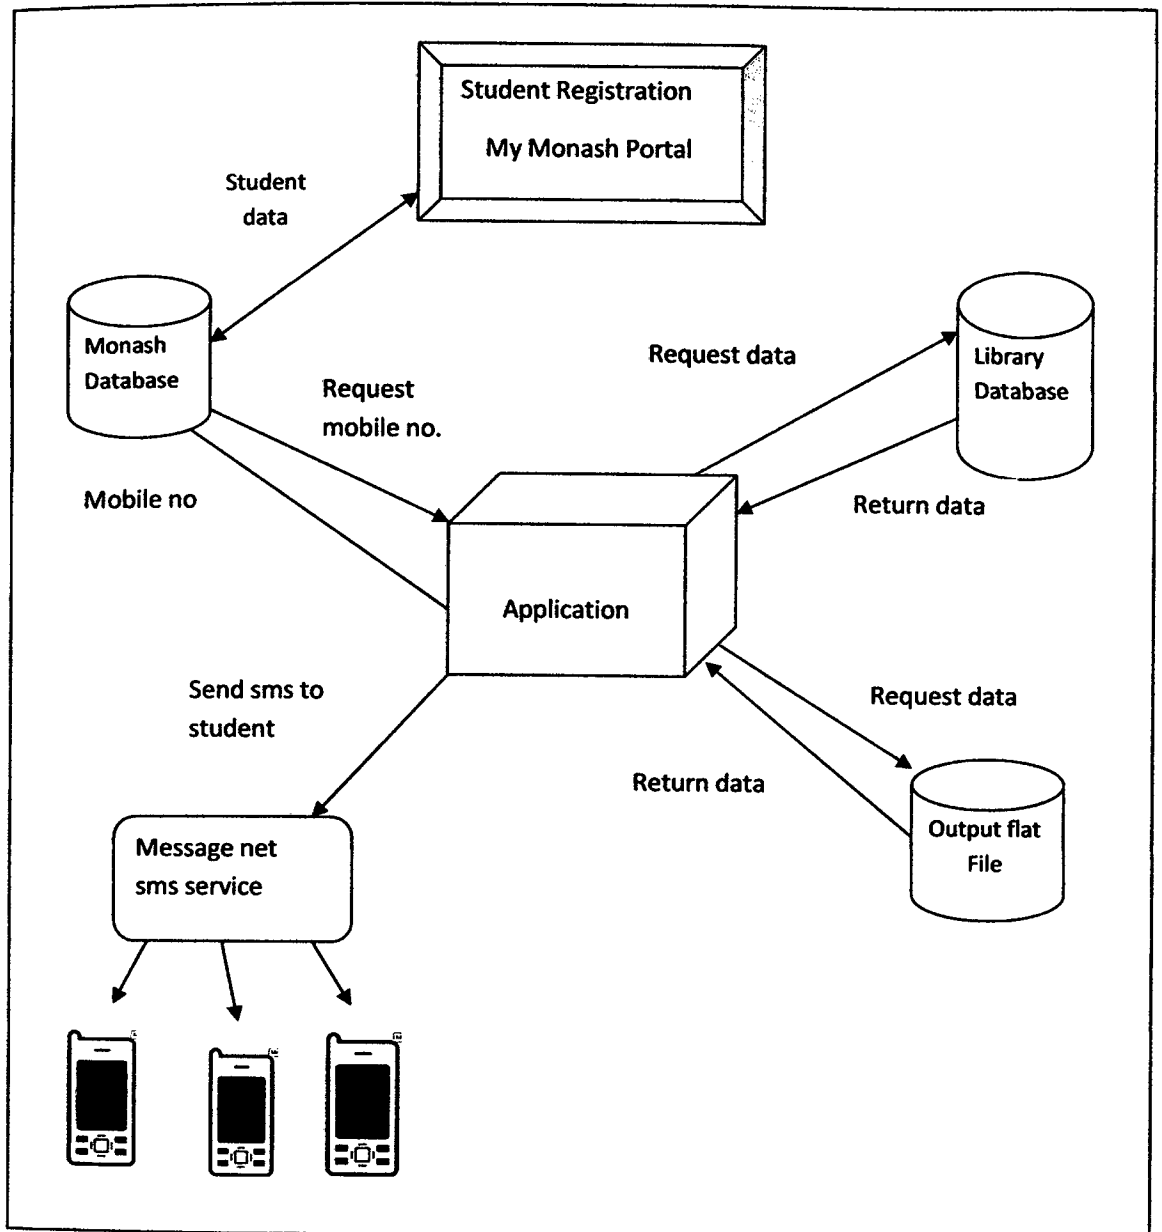 Student Registration
My Monash Portal
Student
data
Monash
Database
Request data
Library
Database
Request
mobile no.
Mobile no
Return data
Application
Send sms to
student
Request data
Return data
Output flat
File
Message net
sms service